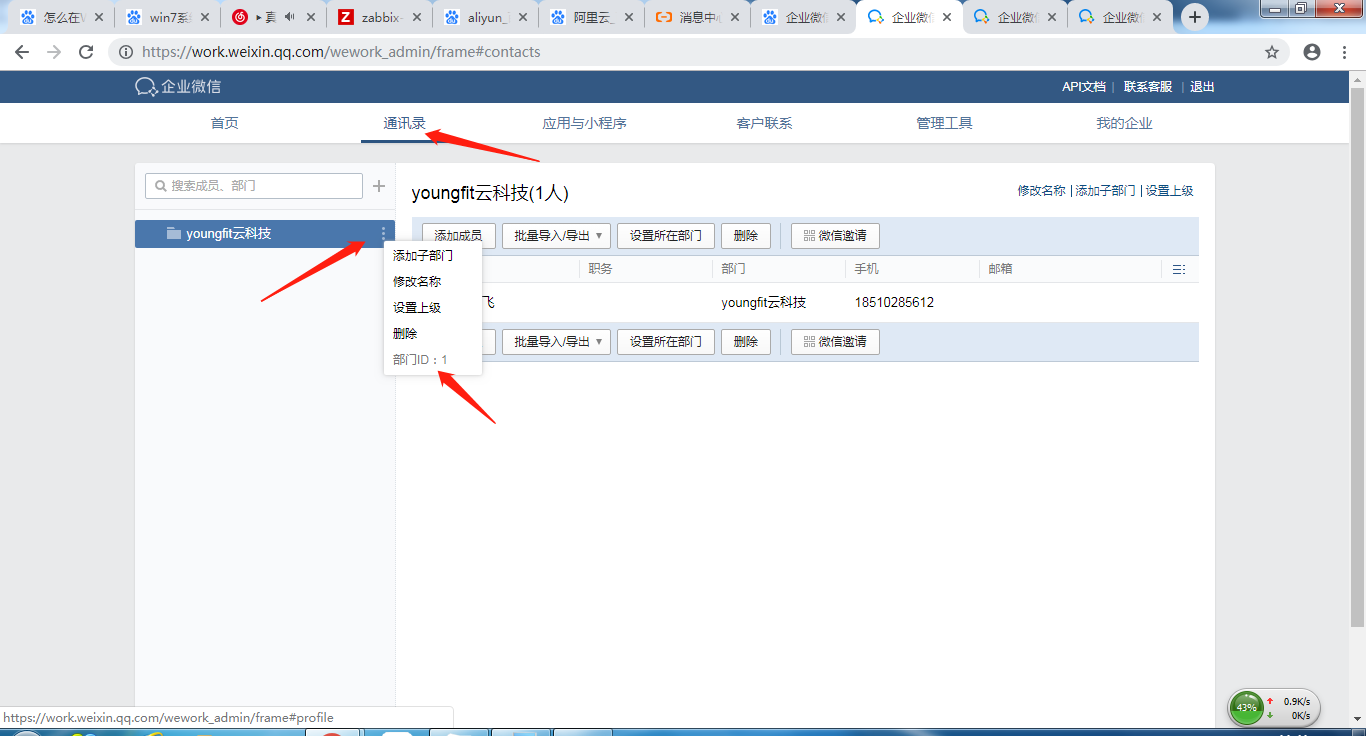 怎么在W
win7系
真
zabbix-
aliyun_
阿里云_
消息中心
企业微信
企业微信
企业微信
企业微信
https://work.weixin.qq.com/wework_admin/frame#contacts
企业微信
API文档 | 联系客服 | 退出
首页
通讯录
应用与小程序
客户联系
管理工具
我的企业
搜索成员、部门
youngfit云科技
添加子部门
修改名称
设置上级
删除
部门ID：1
youngfit云科技(1人)
修改名称 | 添加子部门 | 设置上级
添加成员 批量导入/导出 设置所在部门 删除 微信邀请
职务 部门 手机 邮箱
飞 youngfit云科技 18510285612
批量导入/导出 设置所在部门 删除 微信邀请
43%
0.9K/s
0K/s
https://work.weixin.qq.com/wework_admin/frame#profile